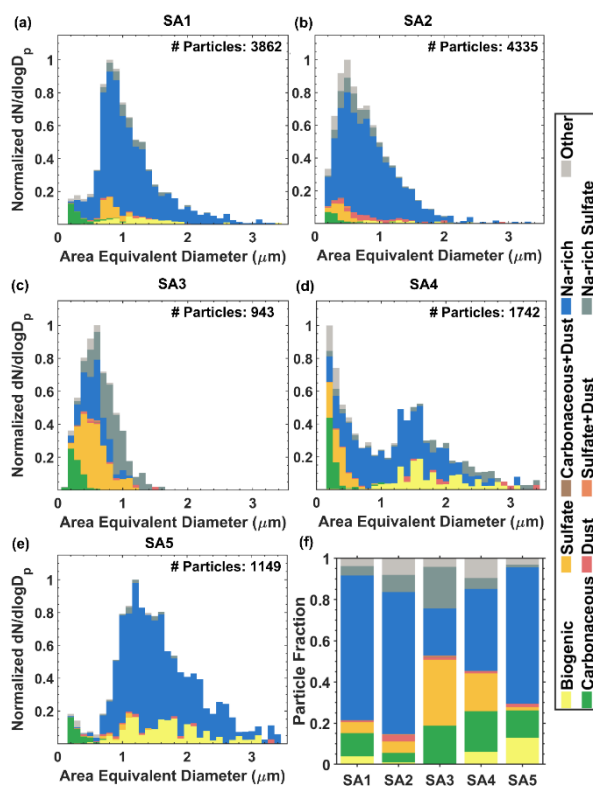 (a) SA1
# Particles: 3862
Normalized dN/dlogDp
1
0.8
0.6
0.4
0.2
0 1 2 3
Area Equivalent Diameter (μm)
(b) SA2
# Particles: 4335
1
0.8
0.6
0.4
0.2
0 1 2 3
Area Equivalent Diameter (μm)
(c) SA3
# Particles: 943
Normalized dN/dlogDp
1
0.8
0.6
0.4
0.2
0 1 2 3
Area Equivalent Diameter (μm)
(d) SA4
# Particles: 1742
1
0.8
0.6
0.4
0.2
0 1 2 3
Area Equivalent Diameter (μm)
(e) SA5
# Particles: 1149
Normalized dN/dlogDp
1
0.8
0.6
0.4
0.2
0 1 2 3
Area Equivalent Diameter (μm)
(f)
Particle Fraction
1
0.8
0.6
0.4
0.2
0
SA1 SA2 SA3 SA4 SA5
Biogenic
Carbonaceous
Sulfate
Dust
Carbonaceous+Dust
Sulfate+Dust
Na-rich
Na-rich Sulfate
Other